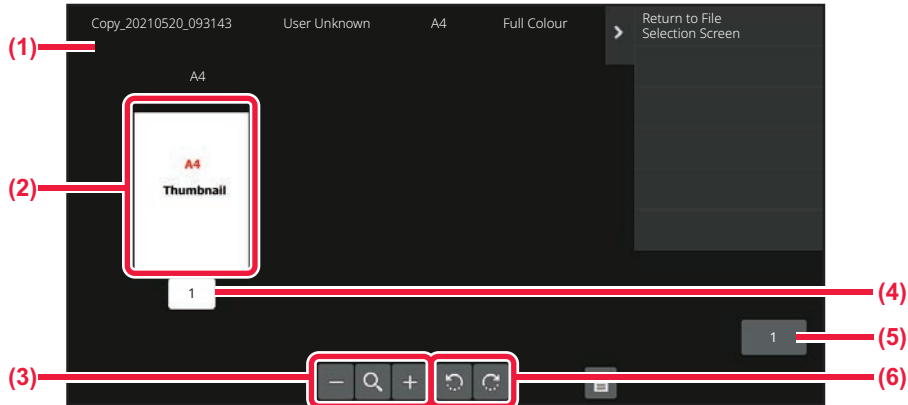 Copy_20210520_093143 User Unknown A4 Full Colour
Return to File
Selection Screen
(1)
A4
(2)
A4
Thumbnail
1
(4)
1
(5)
(3)
(6)